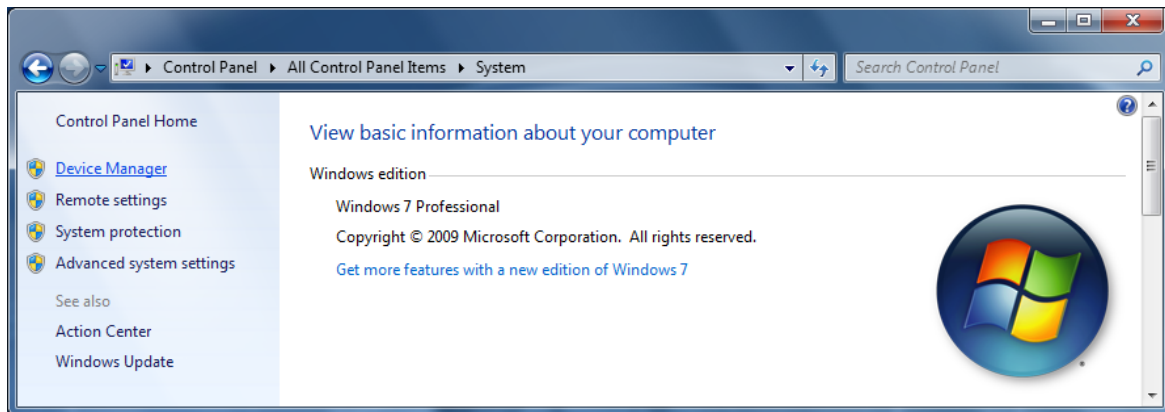 Control Panel All Control Panel Items System Search Control Panel
Control Panel Home
Device Manager
Remote settings
System protection
Advanced system settings
See also
Action Center
Windows Update
View basic information about your computer
Windows edition
Windows 7 Professional
Copyright © 2009 Microsoft Corporation. All rights reserved.
Get more features with a new edition of Windows 7